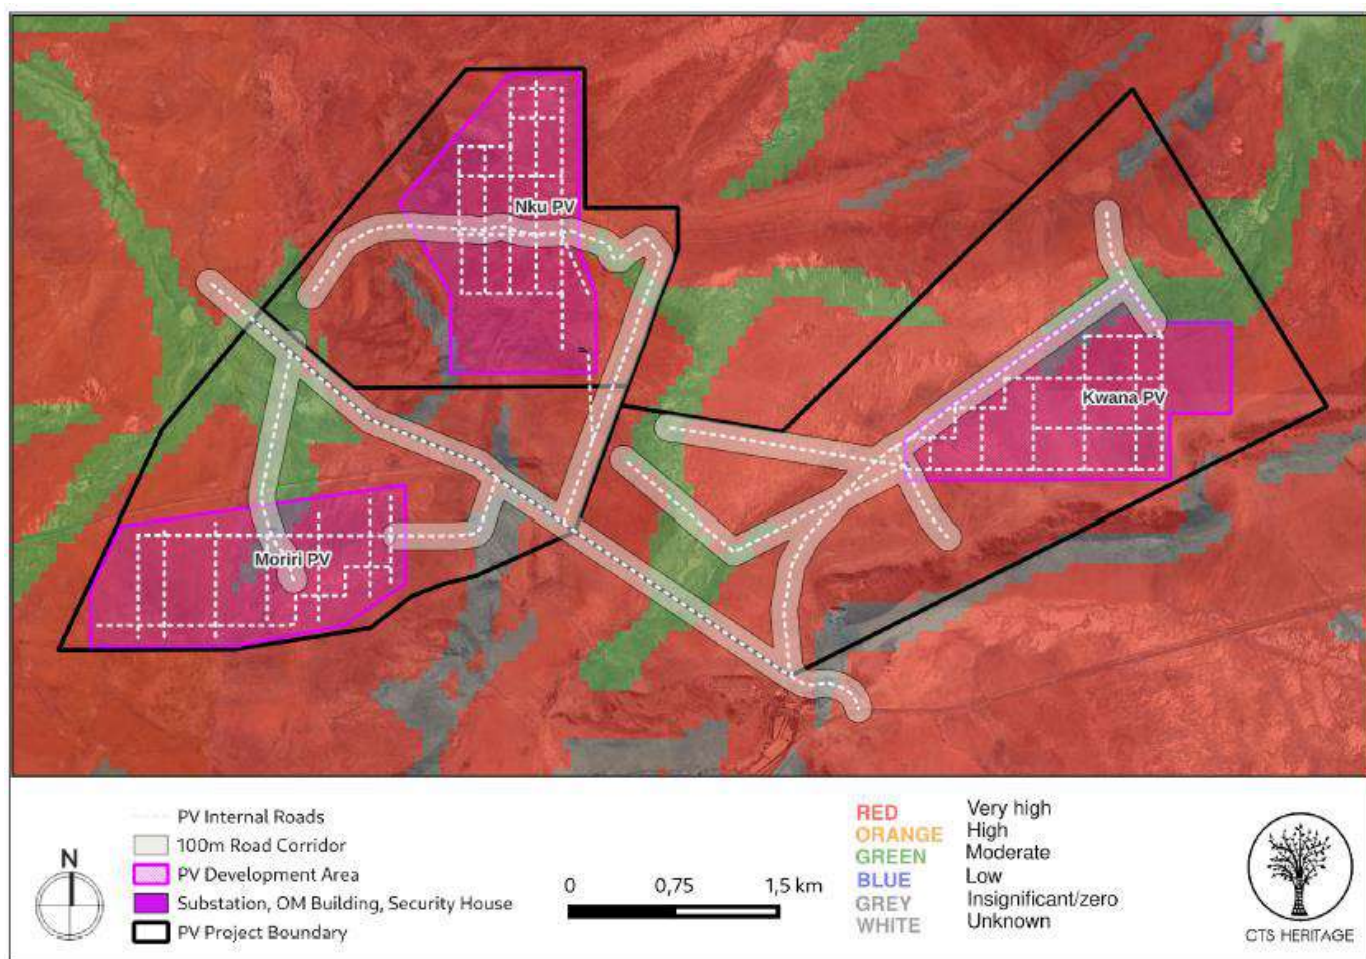 Nku PV
Kwana PV
Moriri PV
N
PV Internal Roads
100m Road Corridor
PV Development Area
Substation, OM Building, Security House
PV Project Boundary
0 0,75 1,5 km
RED Very high
ORANGE High
GREEN Moderate
BLUE Low
GREY Insignificant/zero
WHITE Unknown
CTS HERITAGE